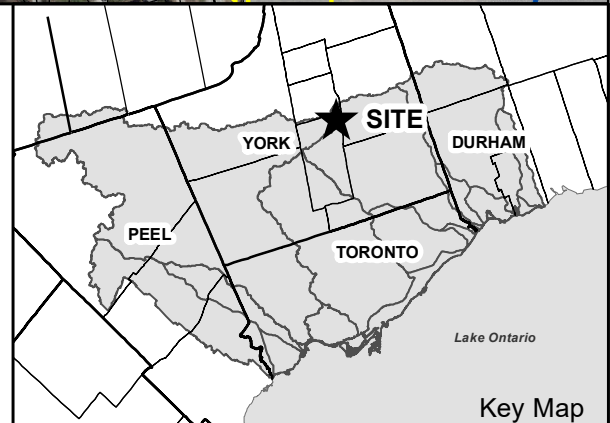 SITE
YORK
DURHAM
PEEL
TORONTO
Lake Ontario
Key Map